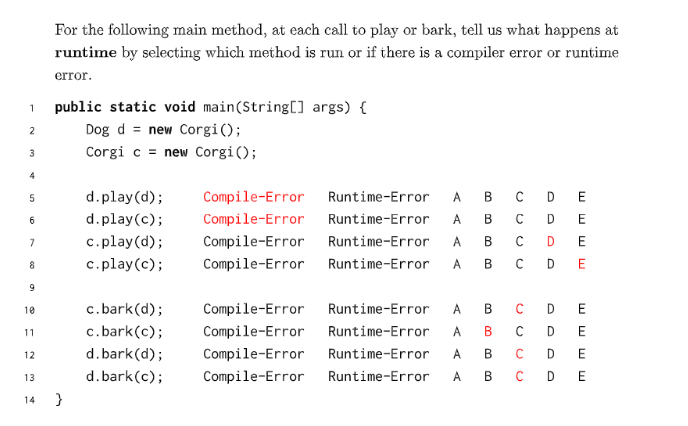 For the following main method, at each call to play or bark, tell us what happens at
runtime by selecting which method is run or if there is a compiler error or runtime
error.
1 public static void main(String[] args) {
2 Dog d = new Corgi();
3 Corgi c = new Corgi();
4
5 d.play(d); Compile-Error Runtime-Error A B C D E
6 d.play(c); Compile-Error Runtime-Error A B C D E
7 c.play(d); Compile-Error Runtime-Error A B C D E
8 c.play(c); Compile-Error Runtime-Error A B C D E
9
10 c.bark(d); Compile-Error Runtime-Error A B C D E
11 c.bark(c); Compile-Error Runtime-Error A B C D E
12 d.bark(d); Compile-Error Runtime-Error A B C D E
13 d.bark(c); Compile-Error Runtime-Error A B C D E
14 }